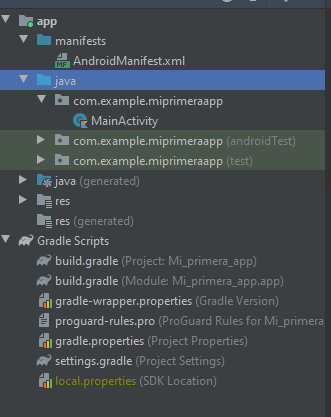 app
manifests
MF AndroidManifest.xml
java
com.example.miprimeraapp
MainActivity
com.example.miprimeraapp (androidTest)
com.example.miprimeraapp (test)
java (generated)
res
res (generated)
Gradle Scripts
build.gradle (Project: Mi_primera_app)
build.gradle (Module: Mi_primera_app.app)
gradle-wrapper.properties (Gradle Version)
proguard-rules.pro (ProGuard Rules for Mi_primera_
gradle.properties (Project Properties)
settings.gradle (Project Settings)
local.properties (SDK Location)